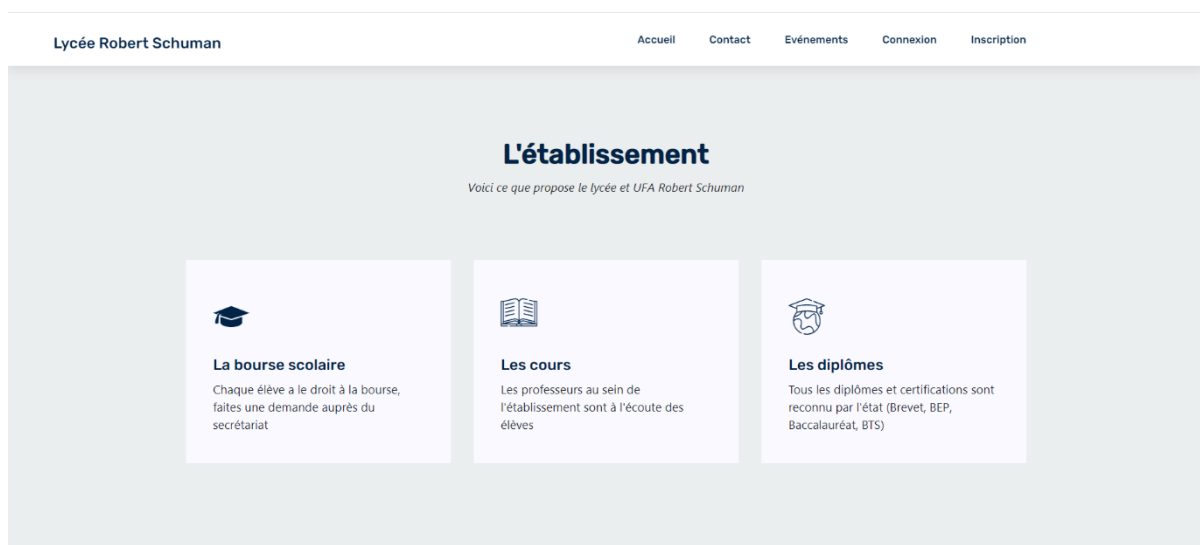 Lycée Robert Schuman
Accueil Contact Evénements Connexion Inscription
L'établissement
Voici ce que propose le lycée et UFA Robert Schuman
La bourse scolaire
Chaque élève a le droit à la bourse,
faites une demande auprès du
secrétariat
Les cours
Les professeurs au sein de
l'établissement sont à l'écoute des
élèves
Les diplômes
Tous les diplômes et certifications sont
reconnu par l'état (Brevet, BEP,
Baccalauréat, BTS)